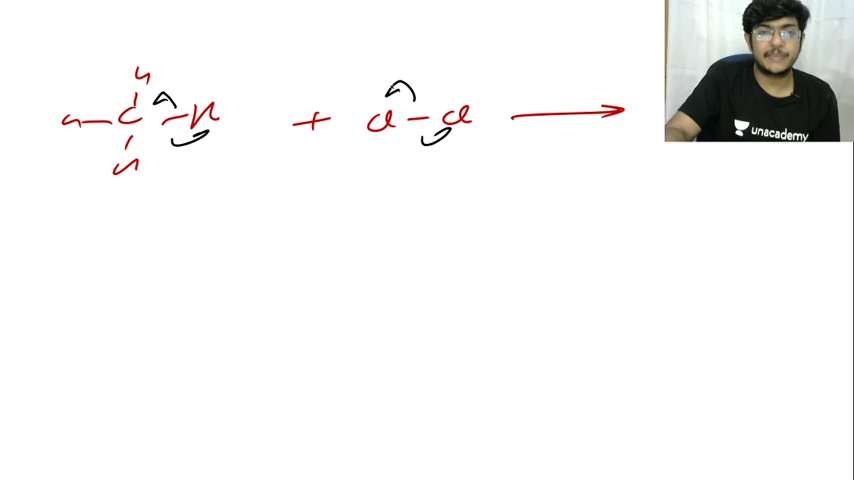 H
H — C — H + Cl — Cl ⟶
H
unacademy